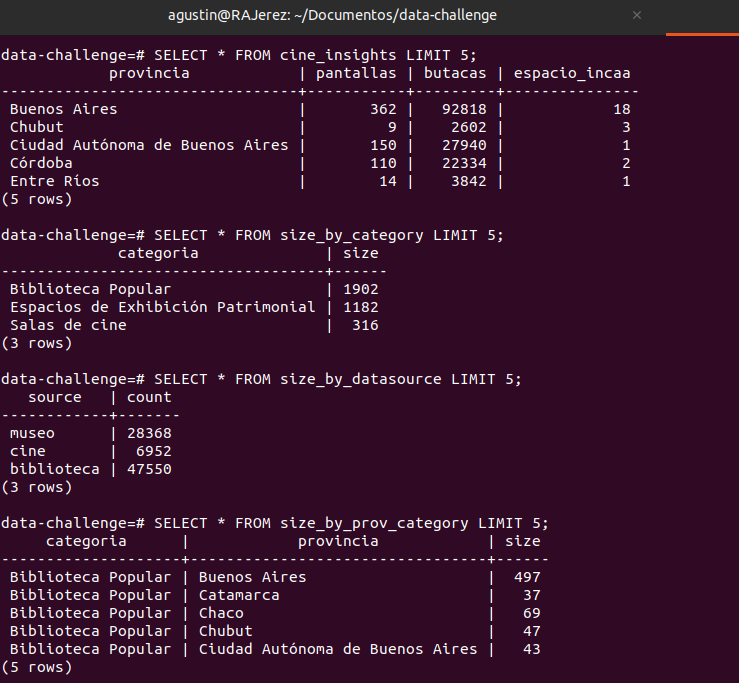 agustin@RAJerez: ~/Documentos/data-challenge ×
data-challenge=# SELECT * FROM cine_insights LIMIT 5;
            provincia            | pantallas | butacas | espacio_incaa
---------------------------------+-----------+---------+---------------
 Buenos Aires                    |       362 |   92818 |            18
 Chubut                          |         9 |    2602 |             3
 Ciudad Autónoma de Buenos Aires |       150 |   27940 |             1
 Córdoba                         |       110 |   22334 |             2
 Entre Ríos                      |        14 |    3842 |             1
(5 rows)
data-challenge=# SELECT * FROM size_by_category LIMIT 5;
             categoria              | size
------------------------------------+------
 Biblioteca Popular                 | 1902
 Espacios de Exhibición Patrimonial | 1182
 Salas de cine                      |  316
(3 rows)
data-challenge=# SELECT * FROM size_by_datasource LIMIT 5;
   source   | count
------------+-------
 museo      | 28368
 cine       |  6952
 biblioteca | 47550
(3 rows)
data-challenge=# SELECT * FROM size_by_prov_category LIMIT 5;
     categoria      |            provincia            | size
--------------------+---------------------------------+------
 Biblioteca Popular | Buenos Aires                    |  497
 Biblioteca Popular | Catamarca                       |   37
 Biblioteca Popular | Chaco                           |   69
 Biblioteca Popular | Chubut                          |   47
 Biblioteca Popular | Ciudad Autónoma de Buenos Aires |   43
(5 rows)